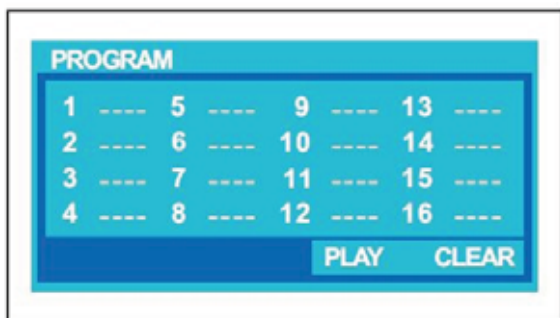 PROGRAM
1 ---- 5 ---- 9 ---- 13 ----
2 ---- 6 ---- 10 ---- 14 ----
3 ---- 7 ---- 11 ---- 15 ----
4 ---- 8 ---- 12 ---- 16 ----
PLAY CLEAR